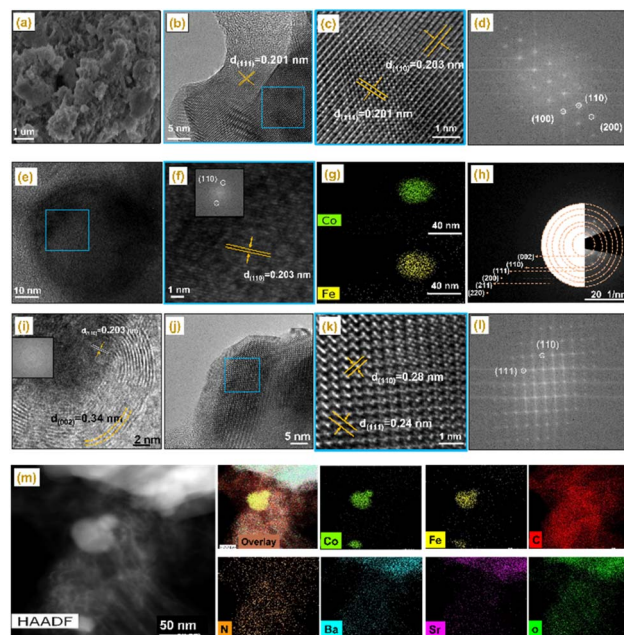 (a)
1 um
(b)
d(111)=0.201 nm
5 nm
(c)
d(110)=0.203 nm
d(111)=0.201 nm
1 nm
(d)
(110)
(100)
(200)
(e)
10 nm
(f)
(110)
d(110)=0.203 nm
1 nm
(g)
Co
40 nm
Fe
40 nm
(h)
(002)
(110)
(111)
(200)
(211)
(220)
20 1/nm
(i)
d(110)=0.203 nm
d(002)=0.34 nm
2 nm
(j)
5 nm
(k)
d(110)=0.28 nm
d(111)=0.24 nm
1 nm
(l)
(110)
(111)
(m)
HAADF
50 nm
Overlay
Co
Fe
C
N
Ba
Sr
o